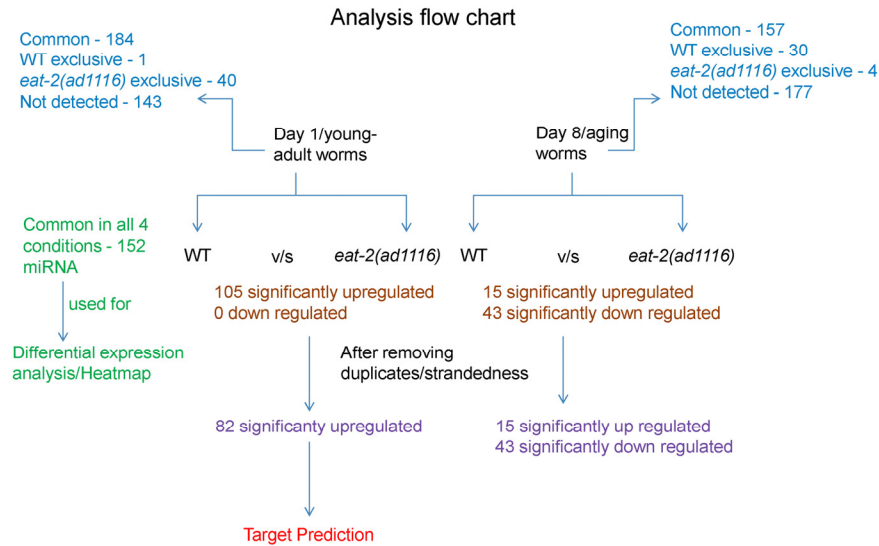 Analysis flow chart
Common - 184
WT exclusive - 1
eat-2(ad1116) exclusive - 40
Not detected - 143
Common - 157
WT exclusive - 30
eat-2(ad1116) exclusive - 4
Not detected - 177
Day 1/young-
adult worms
Day 8/aging
worms
Common in all 4
conditions - 152
miRNA
WT
v/s
eat-2(ad1116)
WT
v/s
eat-2(ad1116)
105 significantly upregulated
0 down regulated
15 significantly upregulated
43 significantly down regulated
used for
Differential expression
analysis/Heatmap
After removing
duplicates/strandedness
82 significanty upregulated
15 significantly up regulated
43 significantly down regulated
Target Prediction